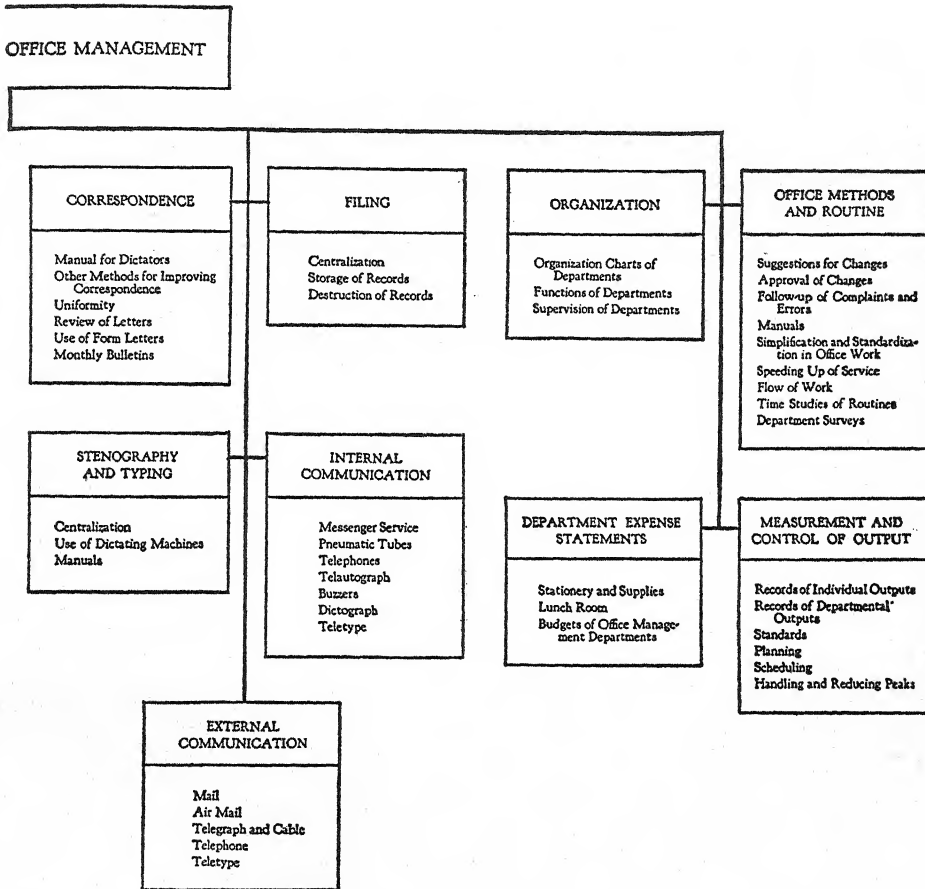 OFFICE MANAGEMENT
CORRESPONDENCE
Manual for Dictators
Other Methods for Improving
Correspondence
Uniformity
Review of Letters
Use of Form Letters
Monthly Bulletins
FILING
Centralization
Storage of Records
Destruction of Records
ORGANIZATION
Organization Charts of
Departments
Functions of Departments
Supervision of Departments
OFFICE METHODS
AND ROUTINE
Suggestions for Changes
Approval of Changes
Follow-up of Complaints and
Errors
Manuals
Simplification and Standardiza-
tion in Office Work
Speeding Up of Service
Flow of Work
Time Studies of Routines
Department Surveys
STENOGRAPHY
AND TYPING
Centralization
Use of Dictating Machines
Manuals
INTERNAL
COMMUNICATION
Messenger Service
Pneumatic Tubes
Telephones
Telautograph
Buzzers
Dictograph
Teletype
DEPARTMENT EXPENSE
STATEMENTS
Stationery and Supplies
Lunch Room
Budgets of Office Manage-
ment Departments
MEASUREMENT AND
CONTROL OF OUTPUT
Records of Individual Outputs
Records of Departmental
Outputs
Standards
Planning
Scheduling
Handling and Reducing Peaks
EXTERNAL
COMMUNICATION
Mail
Air Mail
Telegraph and Cable
Telephone
Teletype